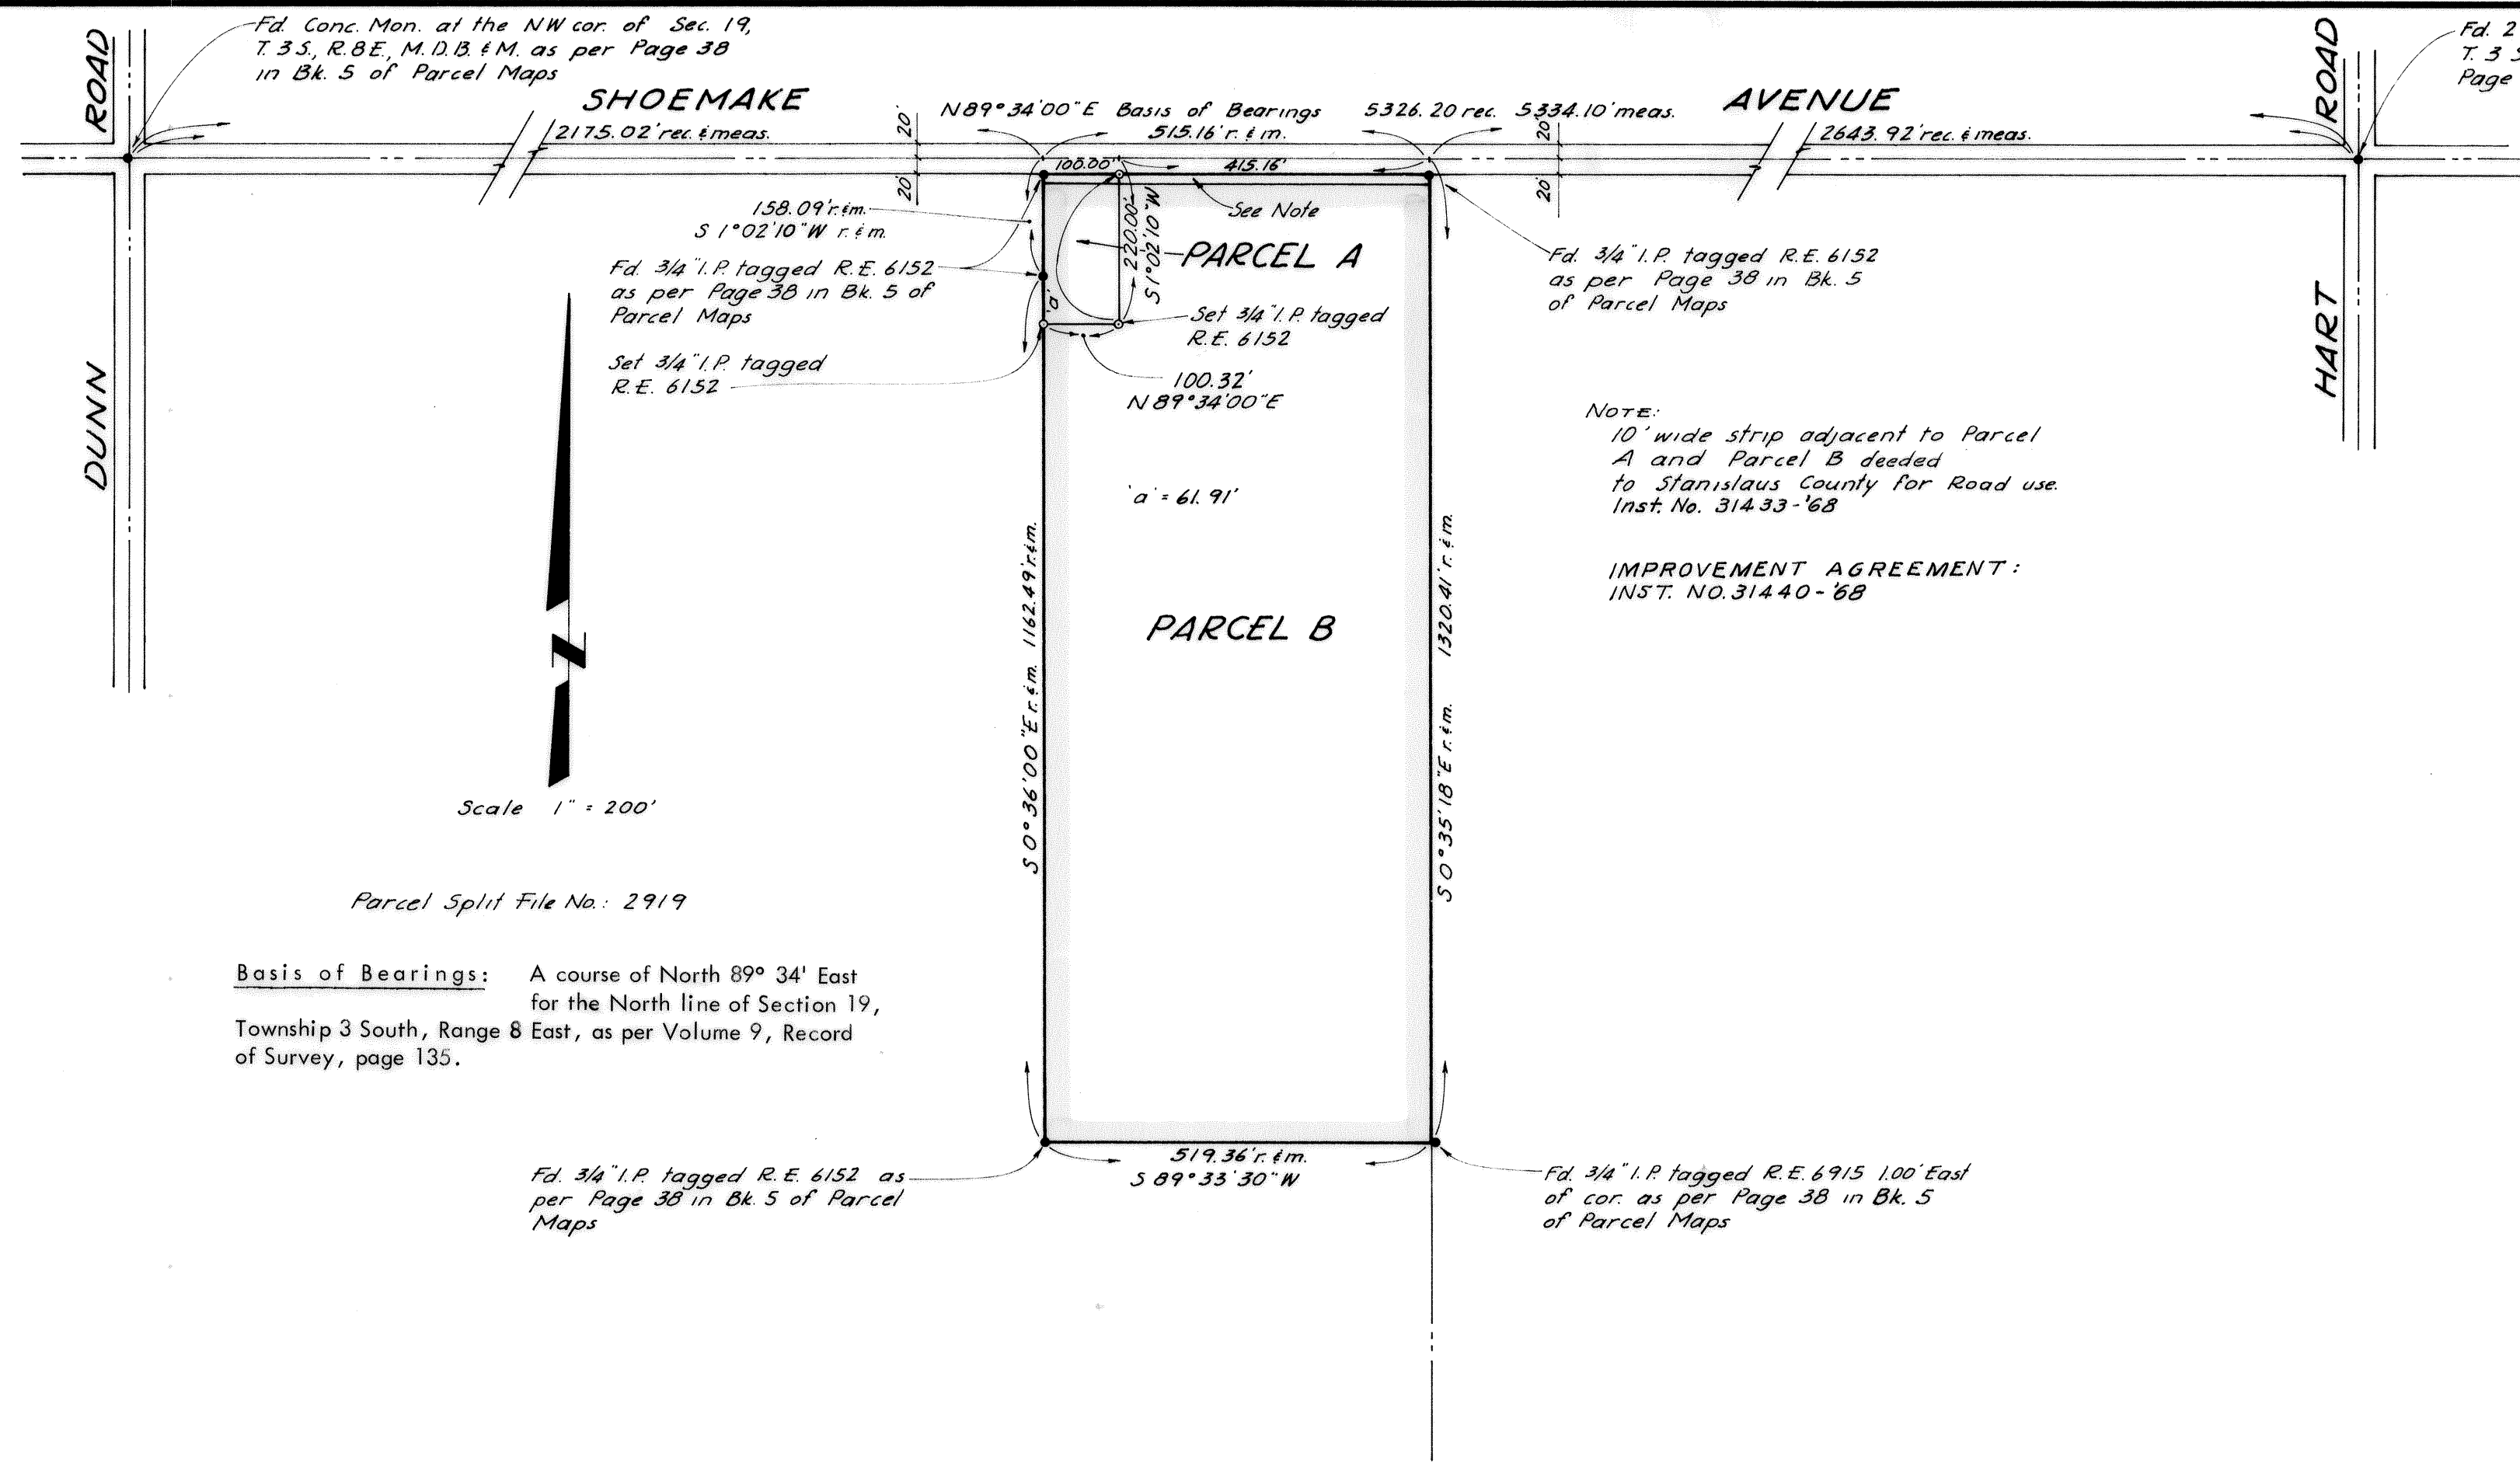 Fd. Conc. Mon. at the NW cor. of Sec. 19,
T. 3 S., R. 8 E., M. D. B. & M. as per Page 38
in Bk. 5 of Parcel Maps
ROAD
DUNN
SHOEMAKE
AVENUE
N 89° 34' 00" E Basis of Bearings 5326.20 rec. 5334.10' meas.
2175.02' rec. & meas.
20'
20'
515.16' r. & m.
20'
20'
2643.92' rec. & meas.
100.00'
415.16'
ROAD
HART
Fd. 2
T. 3 S
Page
158.09' r. & m.
S 1° 02' 10" W r. & m.
Fd. 3/4" I.P. tagged R.E. 6152
as per Page 38 in Bk. 5 of
Parcel Maps
Set 3/4" I.P. tagged
R.E. 6152
'a'
220.00'
S 1° 02' 10" W
See Note
PARCEL A
Set 3/4" I.P. tagged
R.E. 6152
100.32'
N 89° 34' 00" E
Fd. 3/4" I.P. tagged R.E. 6152
as per Page 38 in Bk. 5
of Parcel Maps
NOTE:
10' wide strip adjacent to Parcel
A and Parcel B deeded
to Stanislaus County for Road use.
Inst. No. 31433-'68
IMPROVEMENT AGREEMENT:
INST. NO. 31440-'68
'a' = 61.91'
PARCEL B
S 0° 36' 00" E r. & m. 1162.49' r. & m.
S 0° 35' 18" E r. & m. 1320.41' r. & m.
N
Scale 1" = 200'
Parcel Split File No.: 2919
Basis of Bearings: A course of North 89° 34' East
for the North line of Section 19,
Township 3 South, Range 8 East, as per Volume 9, Record
of Survey, page 135.
519.36' r. & m.
S 89° 33' 30" W
Fd. 3/4" I.P. tagged R.E. 6152 as
per Page 38 in Bk. 5 of Parcel
Maps
Fd. 3/4" I.P. tagged R.E. 6915 1.00' East
of cor. as per Page 38 in Bk. 5
of Parcel Maps